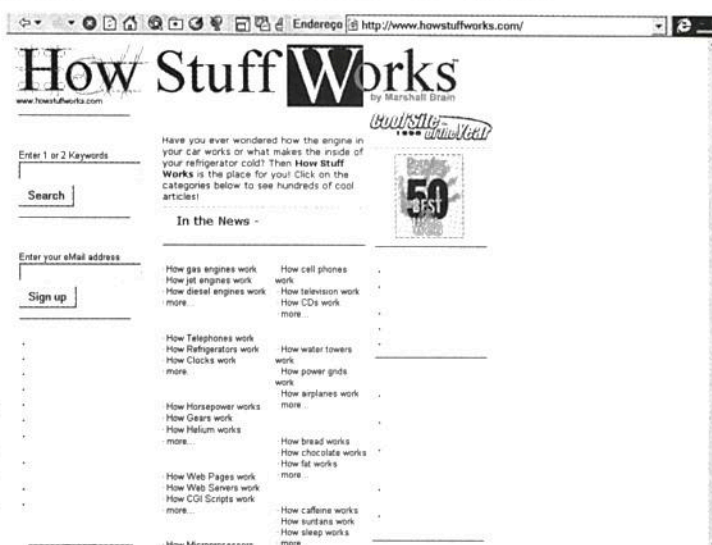 Endereço http://www.howstuffworks.com/
How Stuff Works
by Marshall Brain
www.howstuffworks.com
Cool Site
1998 of the Year
Enter 1 or 2 Keywords
Search
Enter your eMail address
Sign up
Have you ever wondered how the engine in
your car works or what makes the inside of
your refrigerator cold? Then How Stuff
Works is the place for you! Click on the
categories below to see hundreds of cool
articles!
In the News -
50
BEST
How gas engines work
How jet engines work
How diesel engines work
more...
How Telephones work
How Refrigerators work
How Clocks work
more.
How Horsepower works
How Gears work
How Helium works
more...
How Web Pages work
How Web Servers work
How CGI Scripts work
more...
How Microprocessors
How cell phones
work
How television work
How CDs work
more...
How water towers
work
How power grids
work
How airplanes work
more...
How bread works
How chocolate works
How fat works
more...
How caffeine works
How suntans work
How sleep works
more